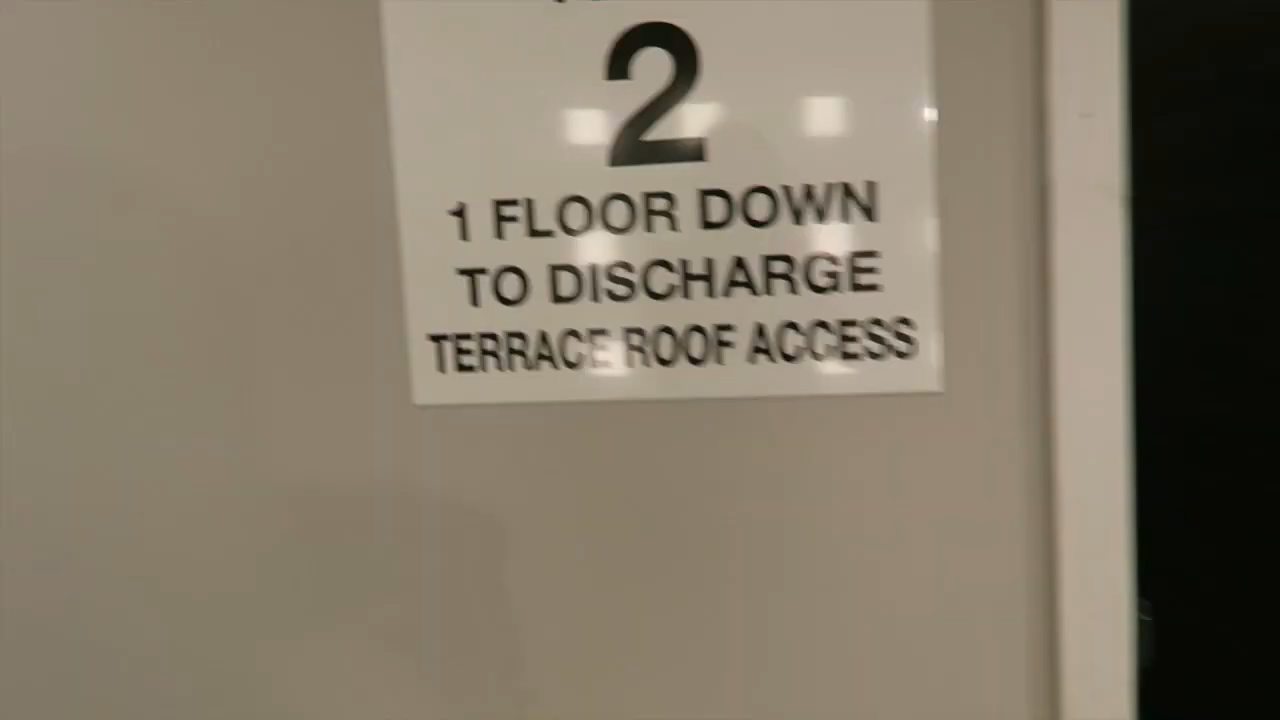 2
1 FLOOR DOWN
TO DISCHARGE
TERRACE ROOF ACCESS